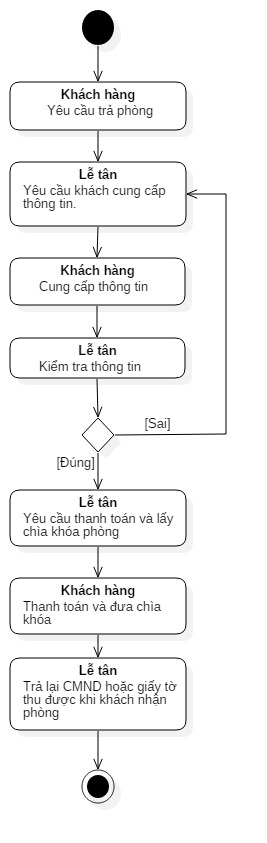 Khách hàng
Yêu cầu trả phòng
Lễ tân
Yêu cầu khách cung cấp
thông tin.
Khách hàng
Cung cấp thông tin
Lễ tân
Kiểm tra thông tin
[Sai]
[Đúng]
Lễ tân
Yêu cầu thanh toán và lấy
chìa khóa phòng
Khách hàng
Thanh toán và đưa chìa
khóa
Lễ tân
Trả lại CMND hoặc giấy tờ
thu được khi khách nhận
phòng